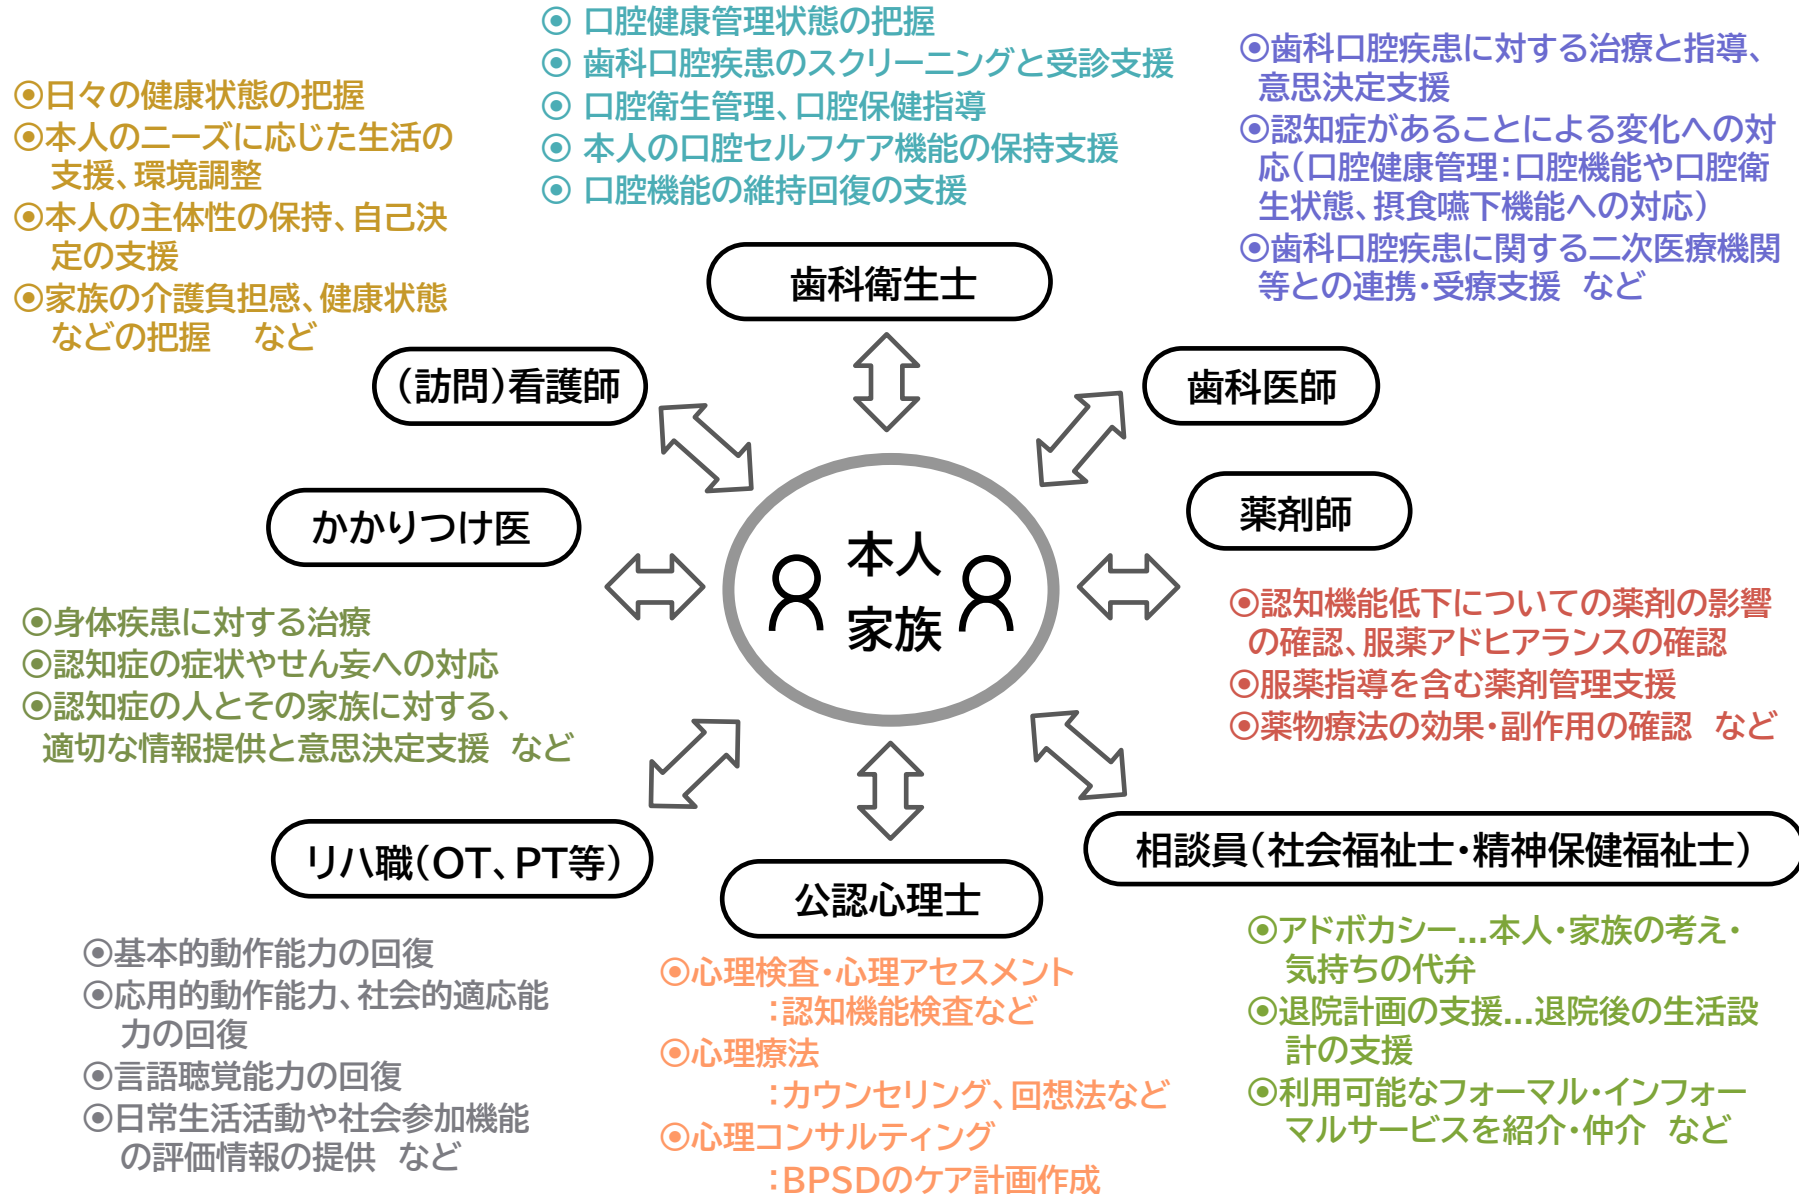 ⦿ 口腔健康管理状態の把握
⦿ 歯科口腔疾患のスクリーニングと受診支援
⦿ 口腔衛生管理、口腔保健指導
⦿ 本人の口腔セルフケア機能の保持支援
⦿ 口腔機能の維持回復の支援
歯科衛生士
⦿日々の健康状態の把握
⦿本人のニーズに応じた生活の
支援、環境調整
⦿本人の主体性の保持、自己決
定の支援
⦿家族の介護負担感、健康状態
などの把握　など
（訪問）看護師
⦿歯科口腔疾患に対する治療と指導、
意思決定支援
⦿認知症があることによる変化への対
応（口腔健康管理：口腔機能や口腔衛
生状態、摂食嚥下機能への対応）
⦿歯科口腔疾患に関する二次医療機関
等との連携・受療支援　など
歯科医師
かかりつけ医
⦿身体疾患に対する治療
⦿認知症の症状やせん妄への対応
⦿認知症の人とその家族に対する、
適切な情報提供と意思決定支援　など
本人
家族
薬剤師
⦿認知機能低下についての薬剤の影響
の確認、服薬アドヒアランスの確認
⦿服薬指導を含む薬剤管理支援
⦿薬物療法の効果・副作用の確認　など
リハ職（OT、PT等）
⦿基本的動作能力の回復
⦿応用的動作能力、社会的適応能
力の回復
⦿言語聴覚能力の回復
⦿日常生活活動や社会参加機能
の評価情報の提供　など
公認心理士
⦿心理検査・心理アセスメント
：認知機能検査など
⦿心理療法
：カウンセリング、回想法など
⦿心理コンサルティング
：BPSDのケア計画作成
相談員（社会福祉士・精神保健福祉士）
⦿アドボカシー…本人・家族の考え・
気持ちの代弁
⦿退院計画の支援…退院後の生活設
計の支援
⦿利用可能なフォーマル・インフォー
マルサービスを紹介・仲介　など